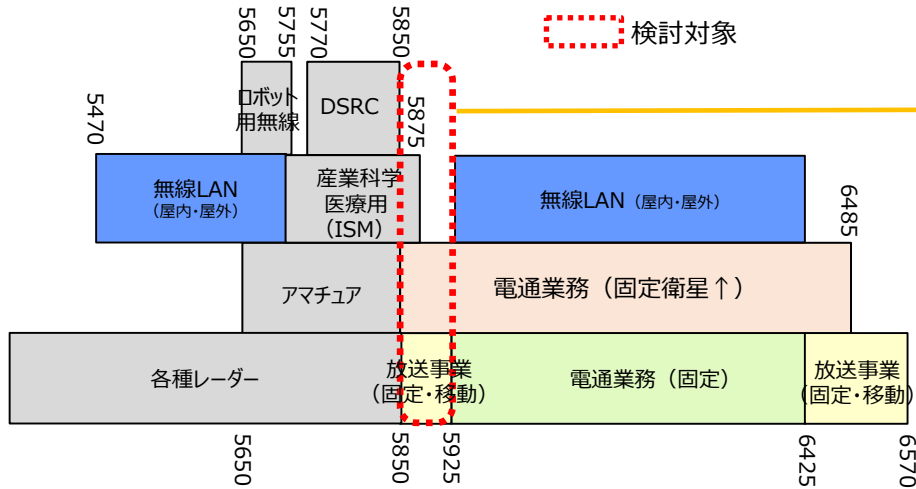 検討対象
5650
5755
5770
5850
ロボット
用無線
DSRC
5875
5470
無線LAN
（屋内・屋外）
産業科学
医療用
（ISM）
無線LAN（屋内・屋外）
6485
アマチュア
電通業務（固定衛星↑）
各種レーダー
放送事業
（固定・移動）
電通業務（固定）
放送事業
（固定・移動）
5650
5850
5925
6425
6570